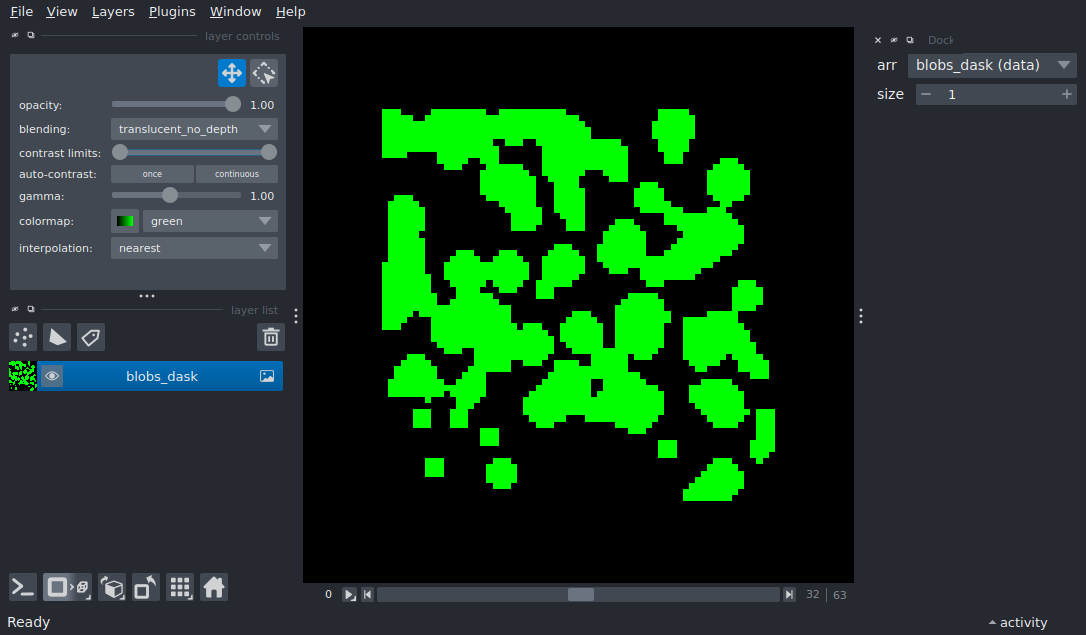 File View Layers Plugins Window Help
layer controls
opacity: 1.00
blending: translucent_no_depth
contrast limits:
auto-contrast: once continuous
gamma: 1.00
colormap: green
interpolation: nearest
layer list
blobs_dask
Dock
arr blobs_dask (data)
size 1
0 32 63
Ready
activity